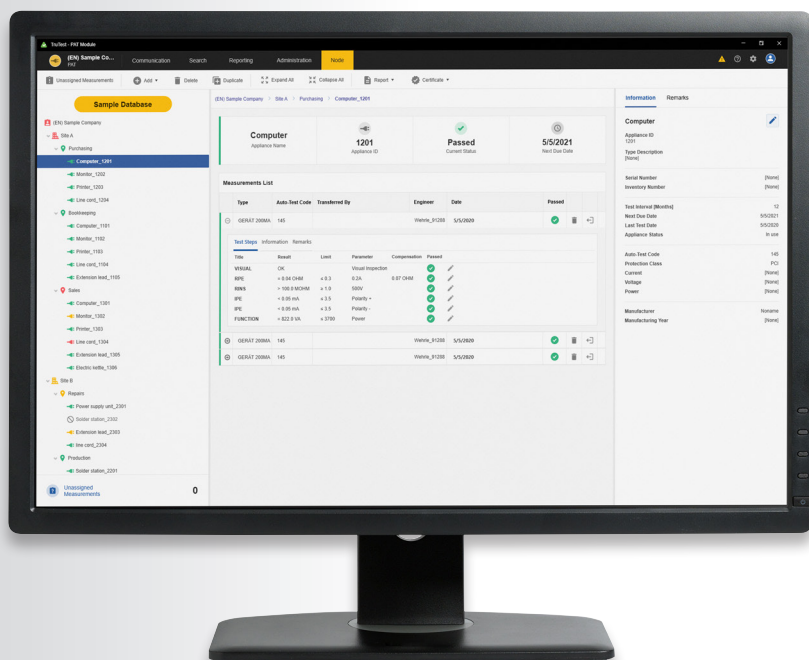 TruTest - PAT Module
(EN) Sample Co...
PAT
Communication Search Reporting Administration Node
Unassigned Measurements Add Delete Duplicate Expand All Collapse All Report Certificate
Sample Database
(EN) Sample Company
Site A
Purchasing
Computer_1201
Monitor_1202
Printer_1203
Line cord_1204
Bookkeeping
Computer_1101
Monitor_1102
Printer_1103
Line cord_1104
Extension lead_1105
Sales
Computer_1301
Monitor_1302
Printer_1303
Line cord_1304
Extension lead_1305
Electric kettle_1306
Site B
Repairs
Power supply unit_2301
Solder station_2302
Extension lead_2303
line cord_2304
Production
Solder station_2201
Unassigned
Measurements 0
(EN) Sample Company / Site A / Purchasing / Computer_1201
Computer
Appliance Name
1201
Appliance ID
Passed
Current Status
5/5/2021
Next Due Date
Measurements List
Type Auto-Test Code Transferred By Engineer Date Passed
GERÄT 200MA 145 Wehrle_91208 5/5/2020
Test Steps Information Remarks
Title Result Limit Parameter Compensation Passed
VISUAL OK Visual Inspection
RPE = 0.04 OHM ± 0.3 0.2A 0.07 OHM
RINS > 100.0 MOHM ± 1.0 500V
IPE < 0.05 mA ± 3.5 Polarity +
IPE < 0.05 mA ± 3.5 Polarity -
FUNCTION = 822.0 VA ± 3700 Power
GERÄT 200MA 145 Wehrle_91208 5/5/2020
GERÄT 200MA 145 Wehrle_91208 5/5/2020
Information Remarks
Computer
Appliance ID
1201
Type Description
[None]
Serial Number [None]
Inventory Number [None]
Test Interval [Months] 12
Next Due Date 5/5/2021
Last Test Date 5/5/2020
Appliance Status In use
Auto-Test Code 145
Protection Class PCI
Current [None]
Voltage [None]
Power [None]
Manufacturer Noname
Manufacturing Year [None]